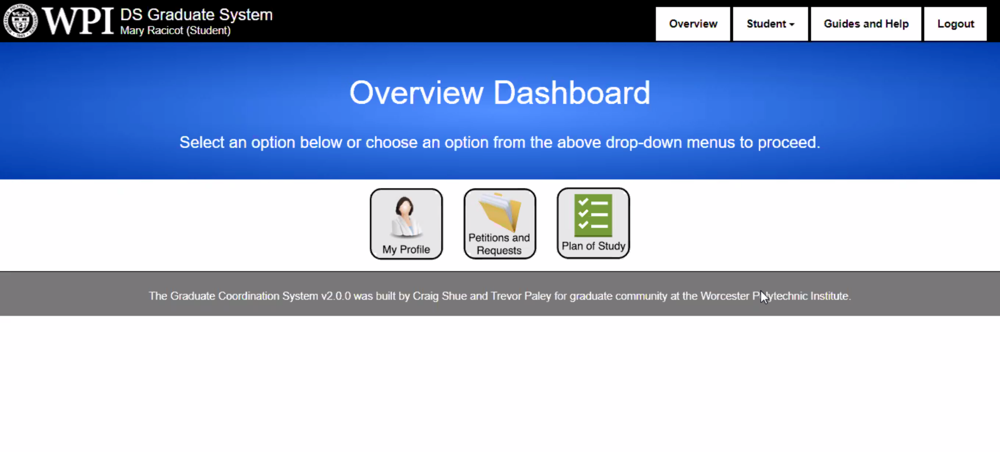 WPI
DS Graduate System
Mary Racicot (Student)
Overview
Student
Guides and Help
Logout
Overview Dashboard
Select an option below or choose an option from the above drop-down menus to proceed.
My Profile
Petitions and
Requests
Plan of Study
The Graduate Coordination System v2.0.0 was built by Craig Shue and Trevor Paley for graduate community at the Worcester Polytechnic Institute.